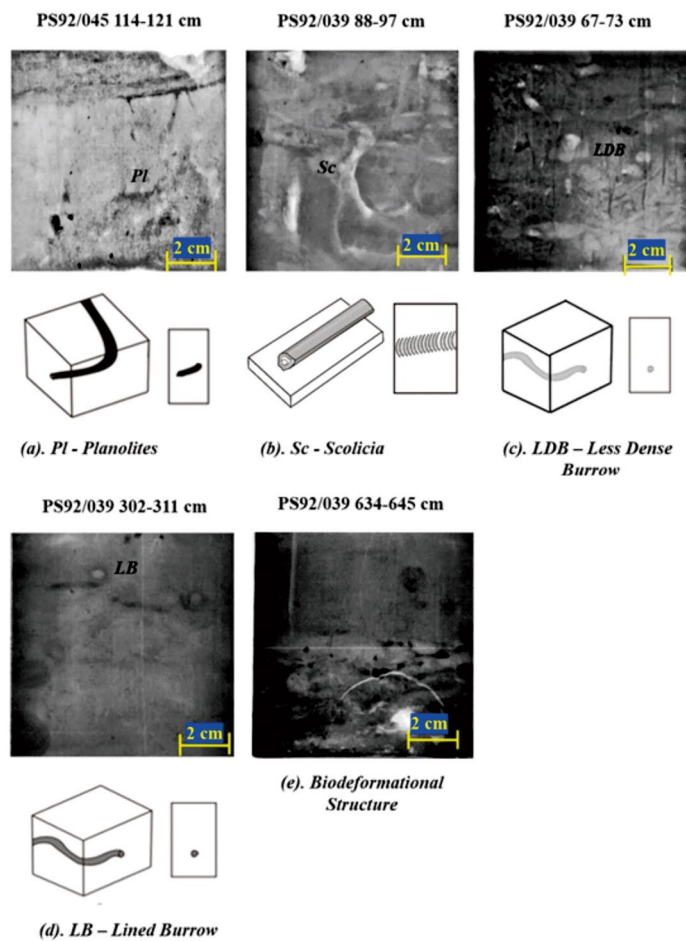 PS92/045 114-121 cm
PS92/039 88-97 cm
PS92/039 67-73 cm
Pl
Sc
LDB
2 cm
2 cm
2 cm
(a). Pl - Planolites
(b). Sc - Scolicia
(c). LDB – Less Dense
Burrow
PS92/039 302-311 cm
PS92/039 634-645 cm
LB
2 cm
2 cm
(e). Biodeformational
Structure
(d). LB – Lined Burrow